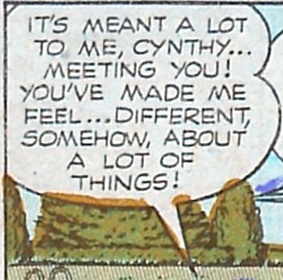 IT'S MEANT A LOT
TO ME, CYNTHY...
MEETING YOU!
YOU'VE MADE ME
FEEL...DIFFERENT,
SOMEHOW, ABOUT
A LOT OF
THINGS!